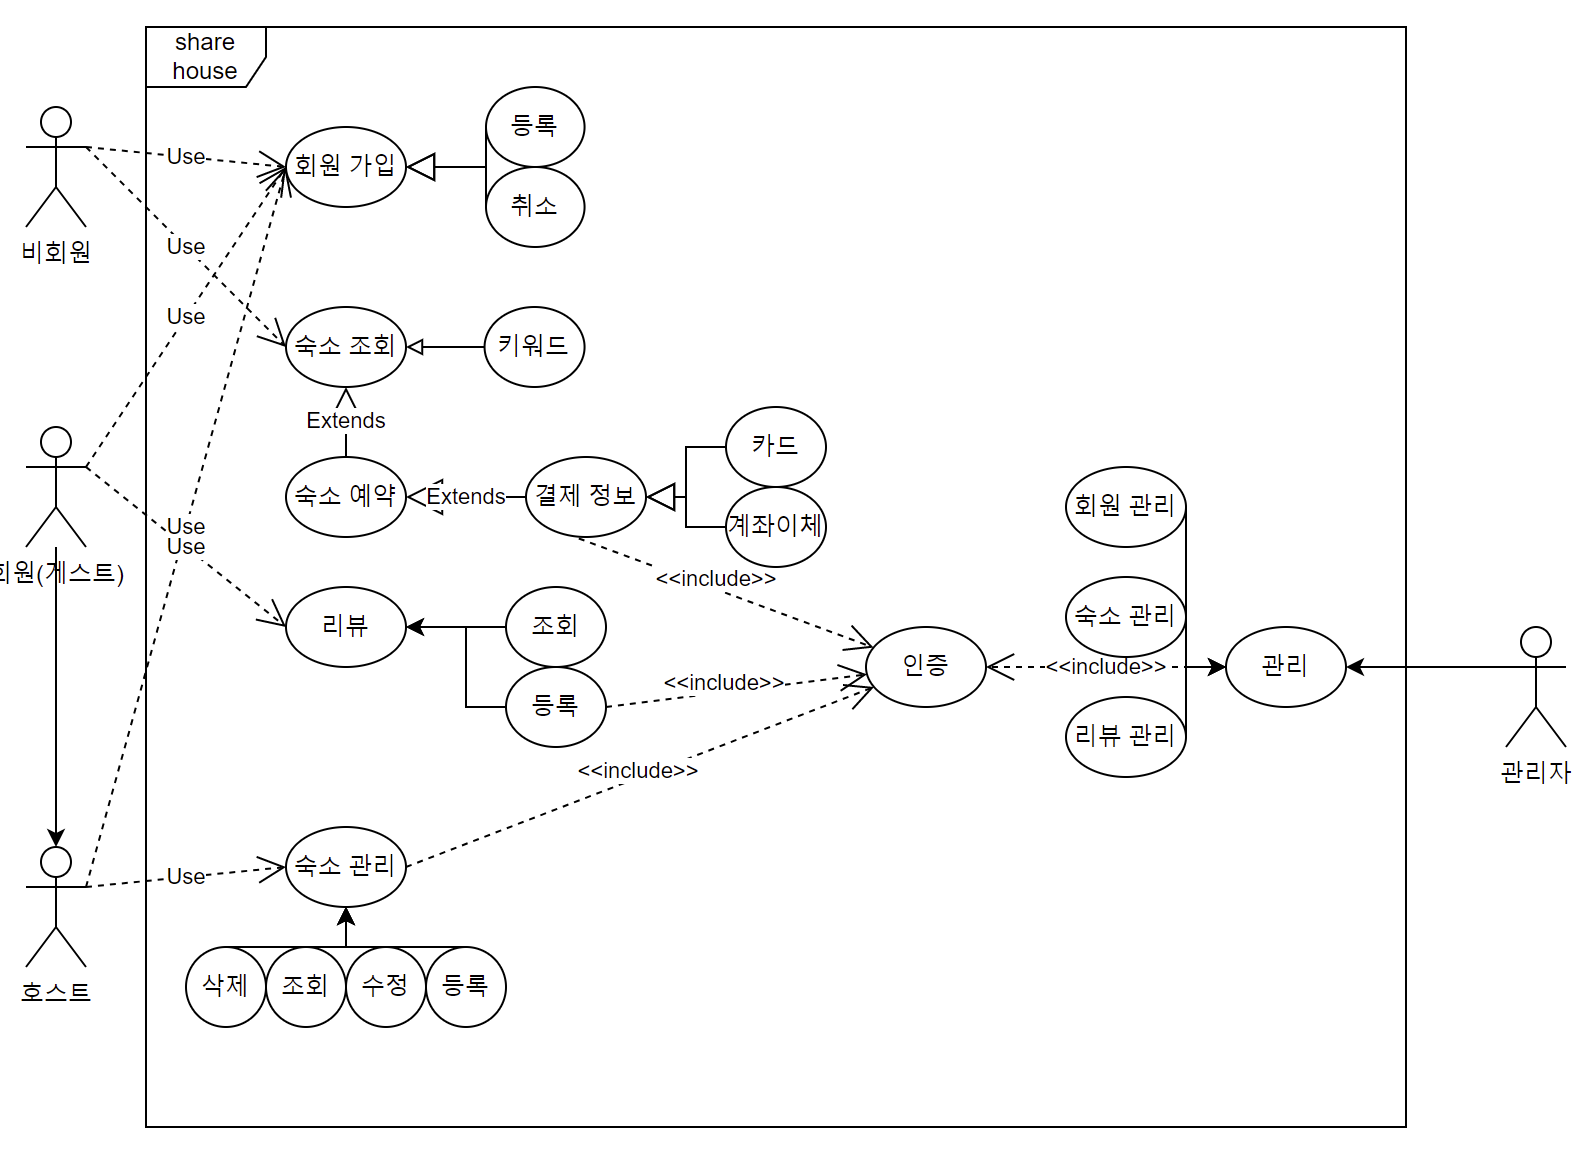 share
house
비회원
Use
Use
Use
회원 가입
등록
취소
숙소 조회
키워드
Extends
숙소 예약
Extends
결제 정보
카드
계좌이체
<<include>>
회원(게스트)
Use
Use
리뷰
조회
등록
<<include>>
<<include>>
인증
<<include>>
회원 관리
숙소 관리
리뷰 관리
관리
관리자
호스트
Use
숙소 관리
삭제
조회
수정
등록